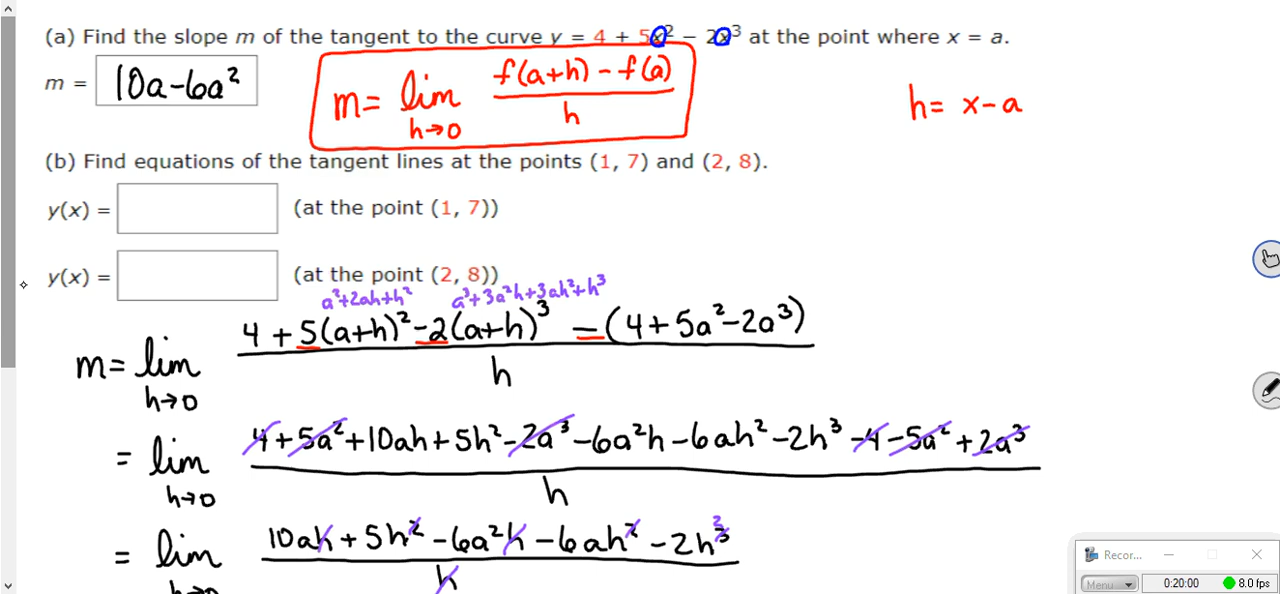 (a) Find the slope m of the tangent to the curve y = 4 + 5x² − 2x³ at the point where x = a.
m = 10a-6a²
m = lim h→0 f(a+h) - f(a) / h
h = x - a
(b) Find equations of the tangent lines at the points (1, 7) and (2, 8).
y(x) = (at the point (1, 7))
y(x) = (at the point (2, 8))
a²+2ah+h² a³+3a²h+3ah²+h³
m = lim h→0 4 + 5(a+h)² - 2(a+h)³ - (4+5a²-2a³) / h
= lim h→0 4+5a²+10ah+5h²-2a³-6a²h-6ah²-2h³-4-5a²+2a³ / h
= lim h→0 10ah + 5h² - 6a²h - 6ah² - 2h³ 2 / h
Recor...
Menu 0:20:00 8.0 fps